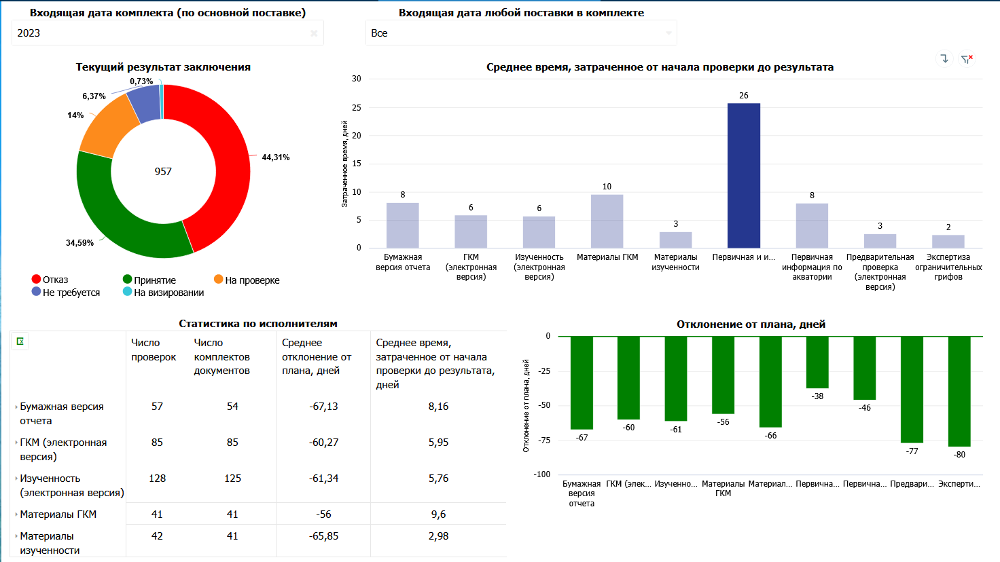 Входящая дата комплекта (по основной поставке)
2023
Входящая дата любой поставки в комплекте
Все
Текущий результат заключения
0,73%
6,37%
14%
957
44,31%
34,59%
Отказ
Принятие
На проверке
Не требуется
На визировании
Среднее время, затраченное от начала проверки до результата
Затраченное время, дней
30
25
20
15
10
5
0
8
6
6
10
3
26
8
3
2
Бумажная
версия отчета
ГКМ
(электронная
версия)
Изученность
(электронная
версия)
Материалы ГКМ
Материалы
изученности
Первичная и и...
Первичная
информация по
акватории
Предварительная
проверка
(электронная
версия)
Экспертиза
ограничительных
грифов
Статистика по исполнителям
Число
проверок
Число
комплектов
документов
Среднее
отклонение от
плана, дней
Среднее время,
затраченное от начала
проверки до результата,
дней
Бумажная версия
отчета
57
54
-67,13
8,16
ГКМ (электронная
версия)
85
85
-60,27
5,95
Изученность
(электронная версия)
128
125
-61,34
5,76
Материалы ГКМ
41
41
-56
9,6
Материалы
изученности
42
41
-65,85
2,98
Отклонение от плана, дней
Отклонение от плана, дней
0
-25
-50
-75
-100
-67
-60
-61
-56
-66
-38
-46
-77
-80
Бумажная
версия
отчета
ГКМ (элек...
Изученно...
Материалы
ГКМ
Материал...
Первична...
Первична...
Предвари...
Эксперти...